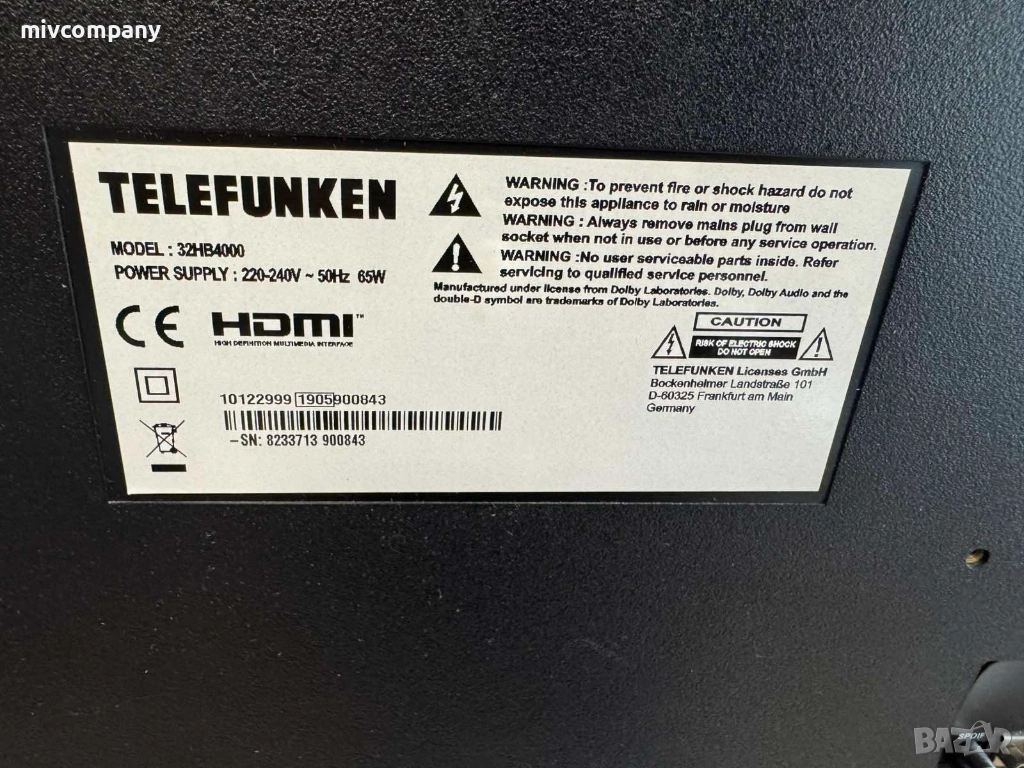 mivcompany
TELEFUNKEN
MODEL : 32HB4000
POWER SUPPLY : 220-240V ~ 50Hz 65W
CE HDMI™
HIGH DEFINITION MULTIMEDIA INTERFACE
10122999 1905 900843
-SN: 8233713 900843
WARNING :To prevent fire or shock hazard do not
expose this appliance to rain or moisture
WARNING : Always remove mains plug from wall
socket when not in use or before any service operation.
WARNING :No user serviceable parts inside. Refer
servicing to qualified service personnel.
Manufactured under license from Dolby Laboratories. Dolby, Dolby Audio and the
double-D symbol are trademarks of Dolby Laboratories.
CAUTION
RISK OF ELECTRIC SHOCK
DO NOT OPEN
TELEFUNKEN Licenses GmbH
Bockenheimer Landstraße 101
D-60325 Frankfurt am Main
Germany
SPDIF
BAZAR